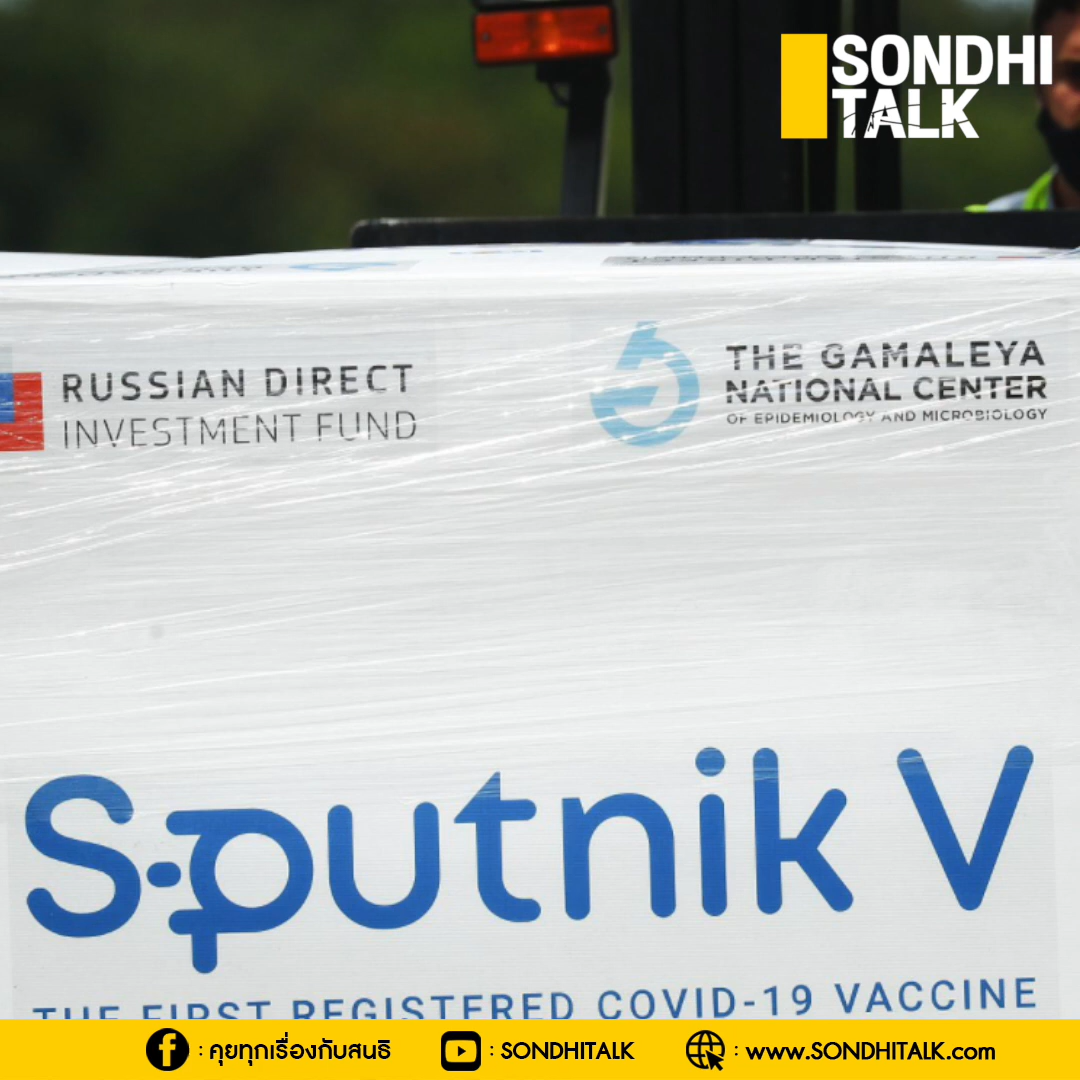 SONDHI
TALK
RUSSIAN DIRECT
INVESTMENT FUND
THE GAMALEYA
NATIONAL CENTER
OF EPIDEMIOLOGY AND MICROBIOLOGY
Sputnik V
THE FIRST REGISTERED COVID-19 VACCINE
: คุยทุกเรื่องกับสนธิ : SONDHITALK : www.SONDHITALK.com